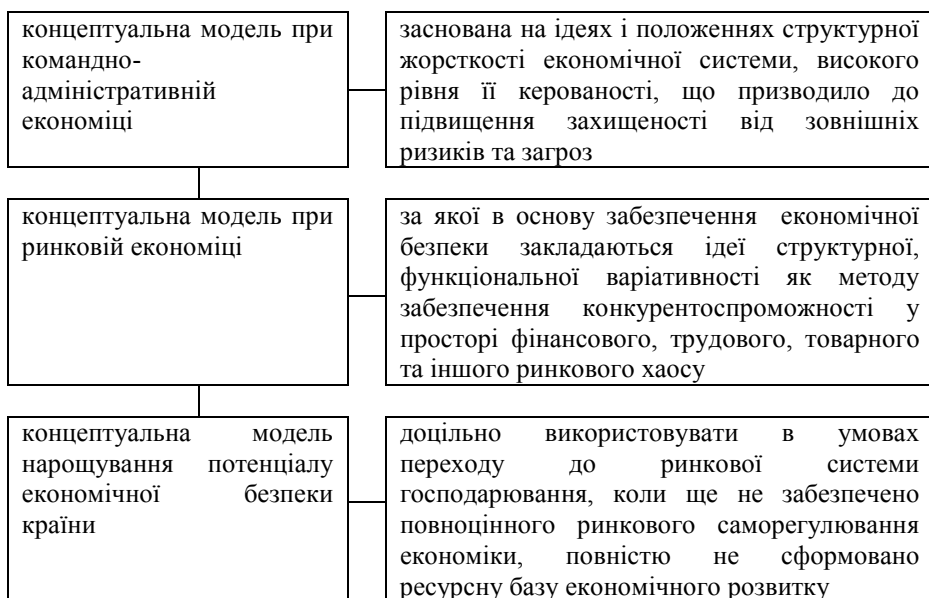 концептуальна модель при
командно-
адміністративній
економіці
заснована на ідеях і положеннях структурної
жорсткості економічної системи, високого
рівня її керованості, що призводило до
підвищення захищеності від зовнішніх
ризиків та загроз
концептуальна модель при
ринковій економіці
за якої в основу забезпечення економічної
безпеки закладаються ідеї структурної,
функціональної варіативності як методу
забезпечення конкурентоспроможності у
просторі фінансового, трудового, товарного
та іншого ринкового хаосу
концептуальна модель
нарощування потенціалу
економічної безпеки
країни
доцільно використовувати в умовах
переходу до ринкової системи
господарювання, коли ще не забезпечено
повноцінного ринкового саморегулювання
економіки, повністю не сформовано
ресурсну базу економічного розвитку